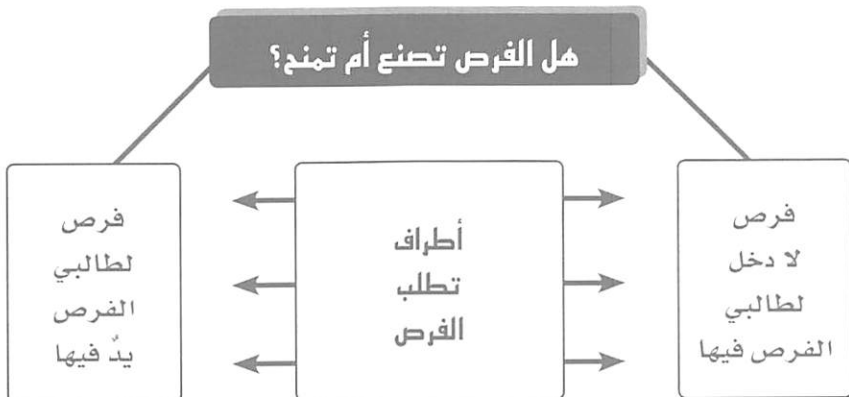 هل الفرص تصنع أم تمنح؟
فرص
لا دخل
لطالبي
الفرص فيها
أطراف
تطلب
الفرص
فرص
لطالبي
الفرص
يدٌ فيها